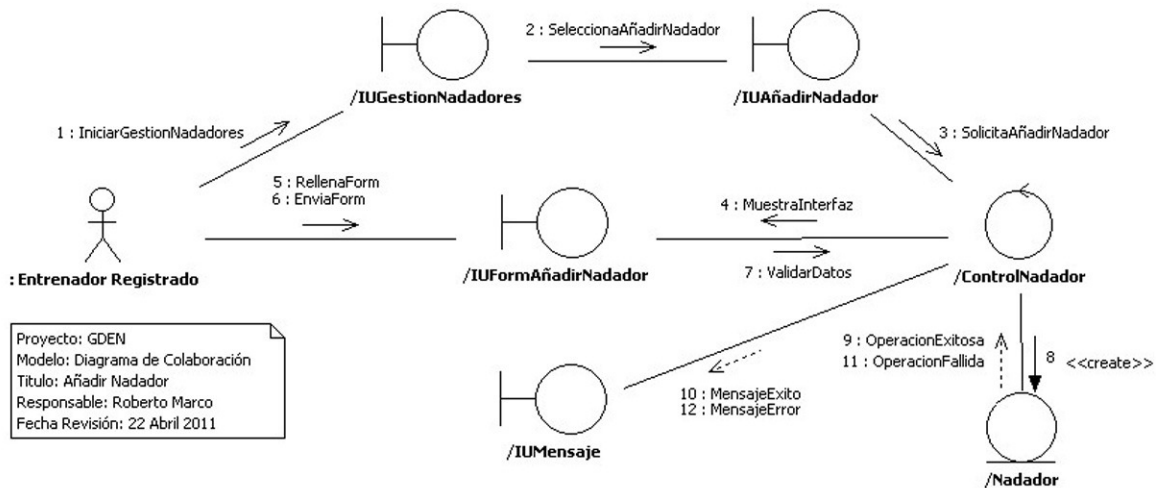 2 : SeleccionaAñadirNadador
/IUGestionNadadores
/IUAñadirNadador
1 : IniciarGestionNadadores
3 : SolicitaAñadirNadador
5 : RellenaForm
6 : EnviaForm
4 : MuestraInterfaz
: Entrenador Registrado
/IUFormAñadirNadador
7 : ValidarDatos
/ControlNadador
Proyecto: GDEN
Modelo: Diagrama de Colaboración
Titulo: Añadir Nadador
Responsable: Roberto Marco
Fecha Revisión: 22 Abril 2011
9 : OperacionExitosa
11 : OperacionFallida
8 <<create>>
10 : MensajeExito
12 : MensajeError
/IUMensaje
/Nadador